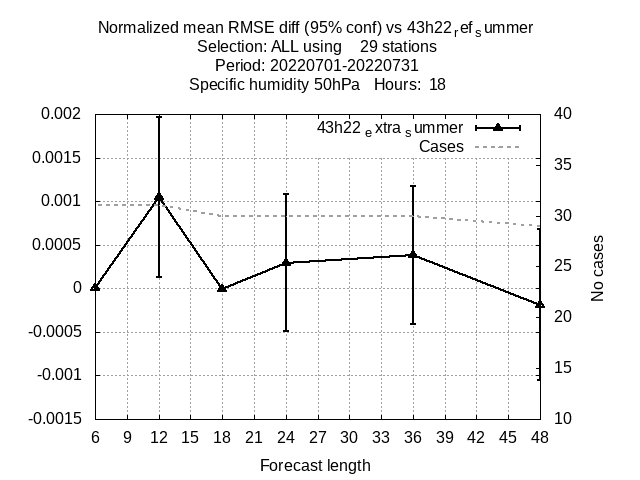 Normalized mean RMSE diff (95% conf) vs 43h22refsummer
Selection: ALL using 29 stations
Period: 20220701-20220731
Specific humidity 50hPa Hours: 18
43h22extrasummer
Cases
0.002
0.0015
0.001
0.0005
0
-0.0005
-0.001
-0.0015
40
35
30
25
20
15
10
No cases
6 9 12 15 18 21 24 27 30 33 36 39 42 45 48
Forecast length